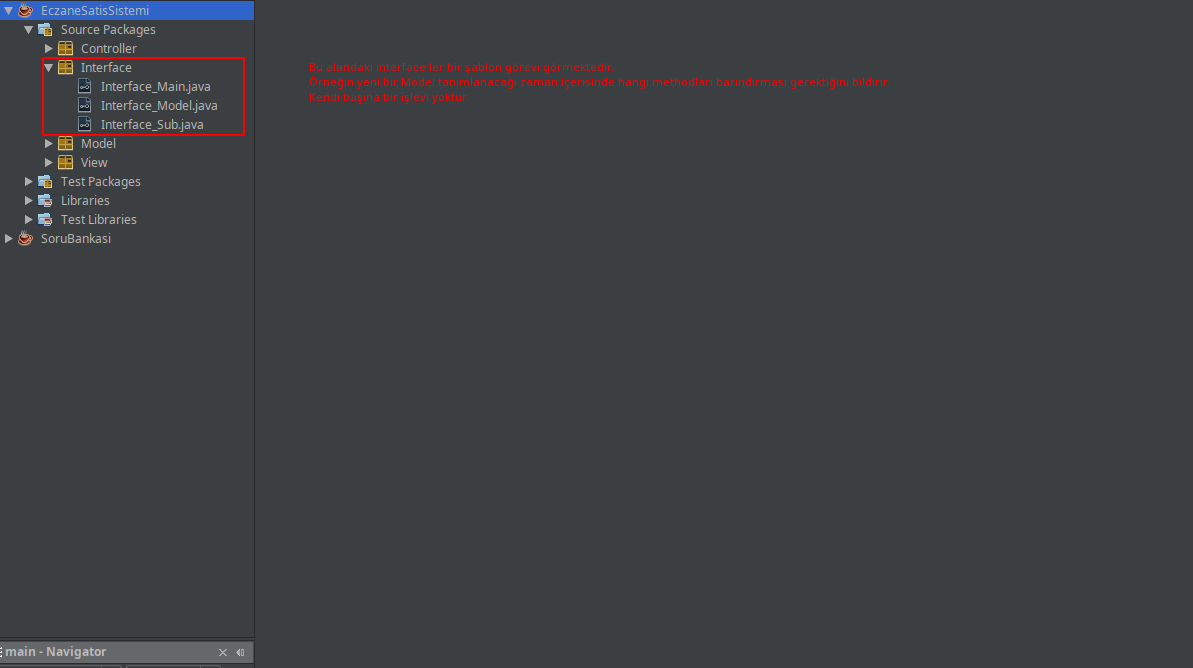 EczaneSatisSistemi
Source Packages
Controller
Interface
Interface_Main.java
Interface_Model.java
Interface_Sub.java
Model
View
Test Packages
Libraries
Test Libraries
SoruBankasi
Bu alandaki interface ler bir şablon görevi görmektedir.
Örneğin yeni bir Model tanımlanacağı zaman içerisinde hangi methodları barındırması gerektiğini bildirir.
Kendi başına bir işlevi yoktur.
main - Navigator